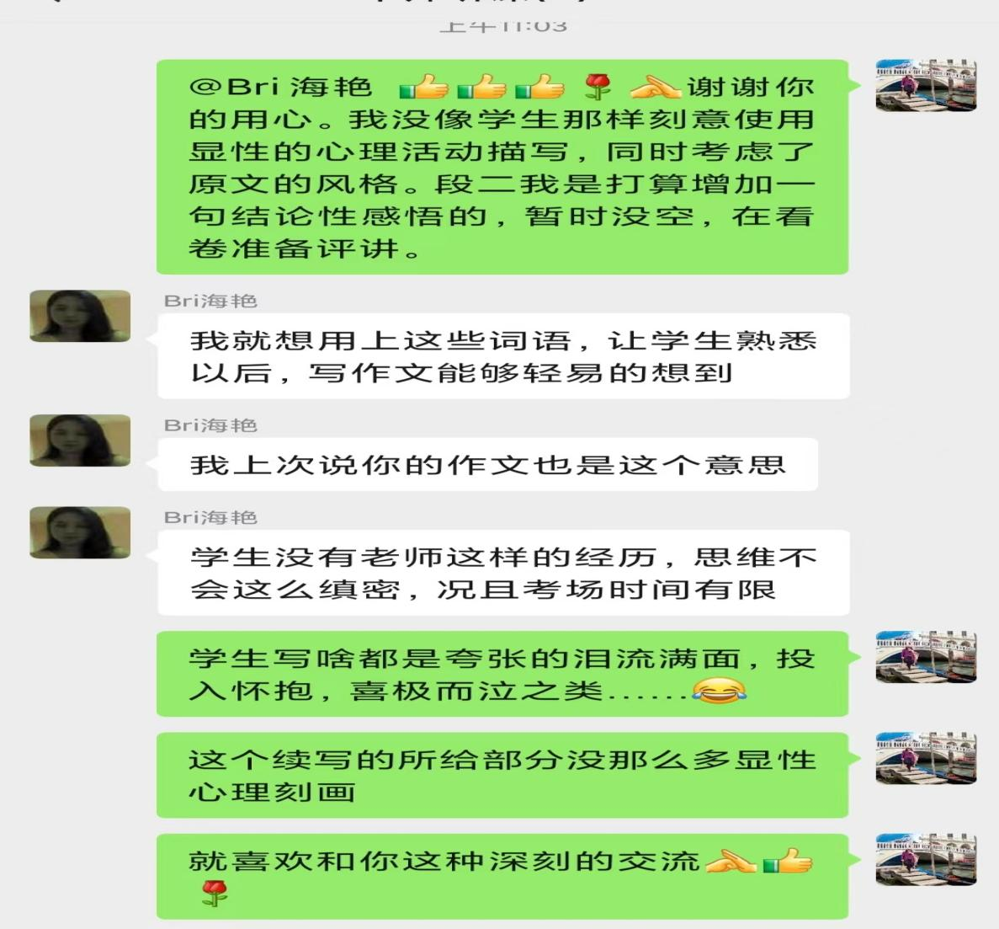 上午11:03
@Bri 海艳 👍👍👍🌹🫱谢谢你
的用心。我没像学生那样刻意使用
显性的心理活动描写，同时考虑了
原文的风格。段二我是打算增加一
句结论性感悟的，暂时没空，在看
卷准备评讲。
Bri海艳
我就想用上这些词语，让学生熟悉
以后，写作文能够轻易的想到
Bri海艳
我上次说你的作文也是这个意思
Bri海艳
学生没有老师这样的经历，思维不
会这么缜密，况且考场时间有限
学生写啥都是夸张的泪流满面，投
入怀抱，喜极而泣之类......😂
这个续写的所给部分没那么多显性
心理刻画
就喜欢和你这种深刻的交流🫱👍
🌹